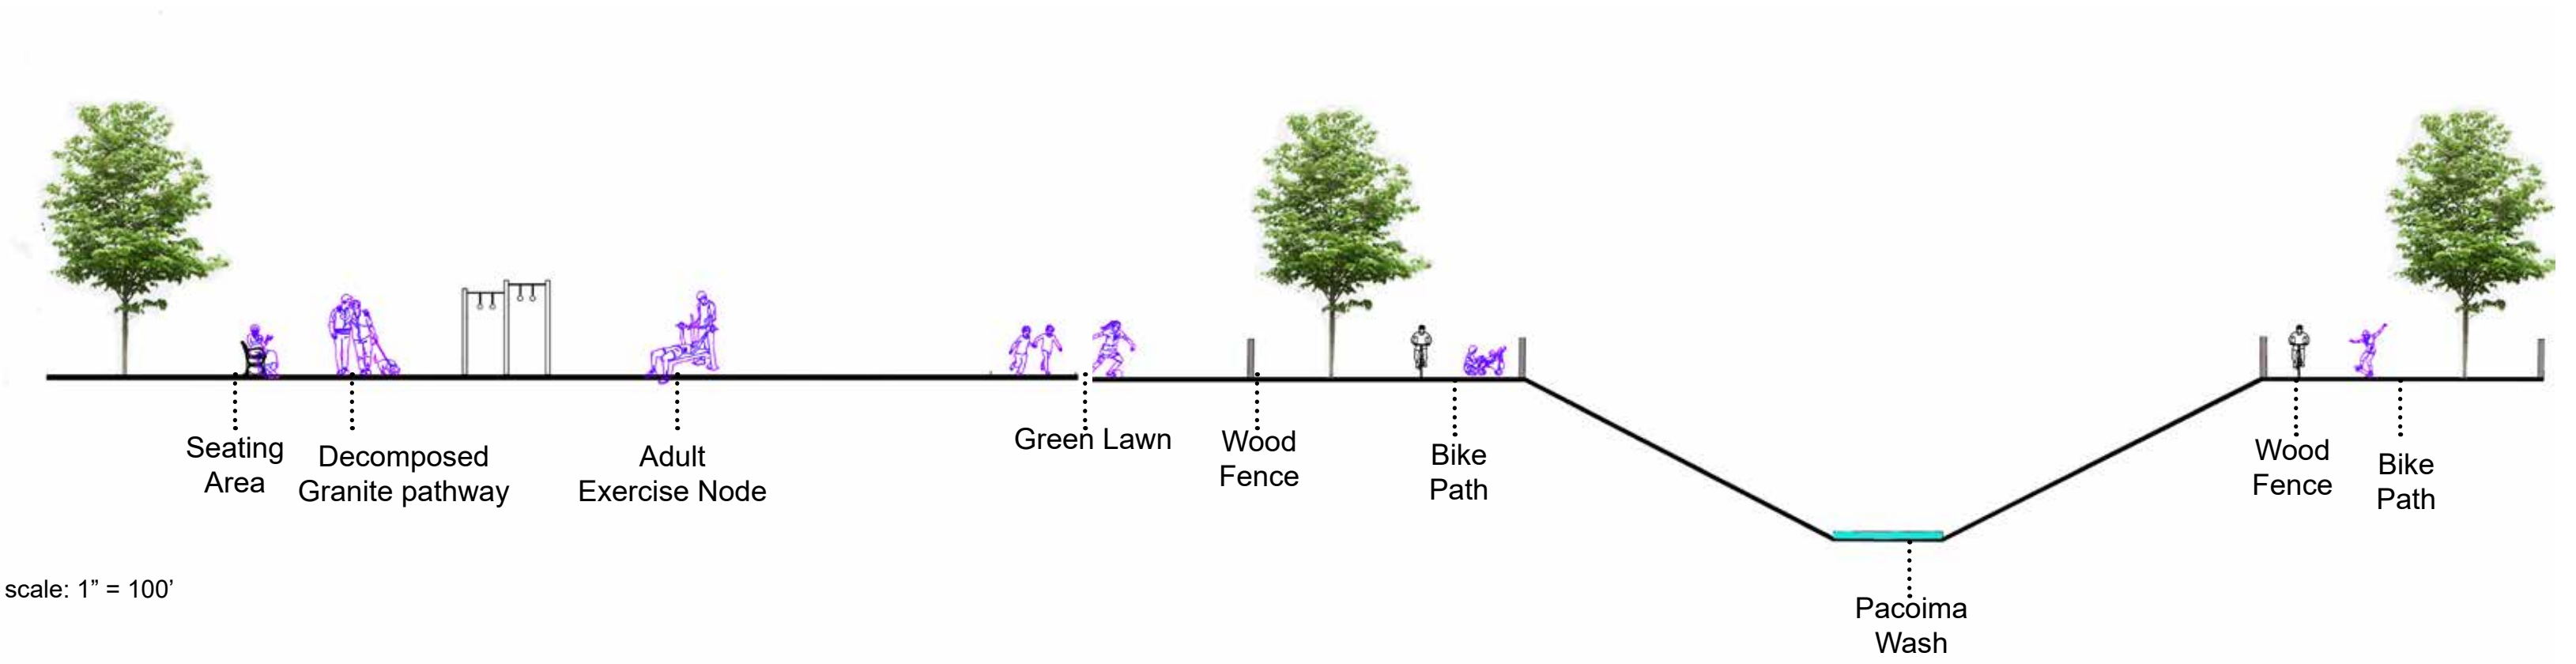 Seating
Area
Decomposed
Granite pathway
Adult
Exercise Node
Green Lawn
Wood
Fence
Bike
Path
Wood
Fence
Bike
Path
scale: 1” = 100’
Pacoima
Wash